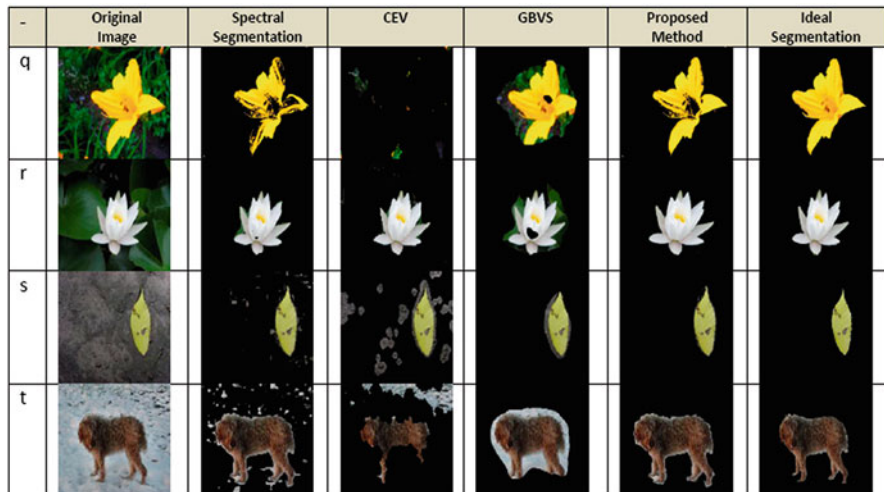 - Original Image Spectral Segmentation CEV GBVS Proposed Method Ideal Segmentation
q
r
s
t